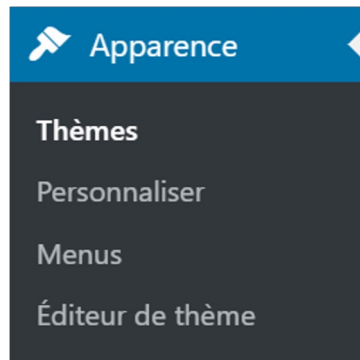 Apparence
Thèmes
Personnaliser
Menus
Éditeur de thème